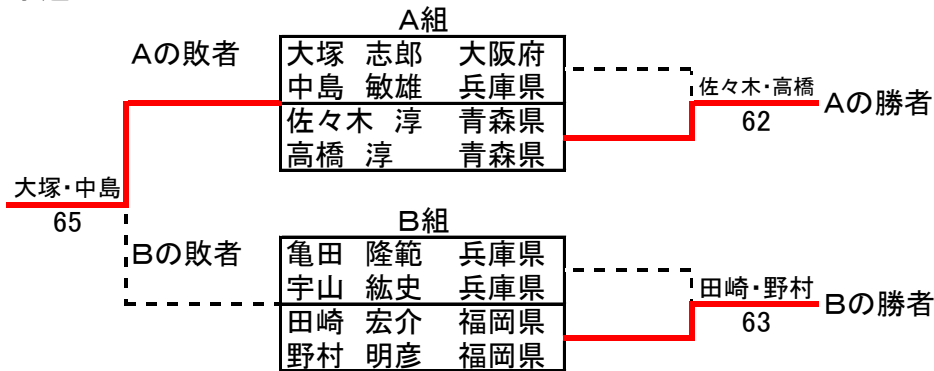 A組
Aの敗者
大塚 志郎 大阪府
中島 敏雄 兵庫県
佐々木 淳 青森県
高橋 淳 青森県
佐々木・高橋
62
Aの勝者
大塚・中島
65
B組
Bの敗者
亀田 隆範 兵庫県
宇山 紘史 兵庫県
田崎 宏介 福岡県
野村 明彦 福岡県
田崎・野村
63
Bの勝者